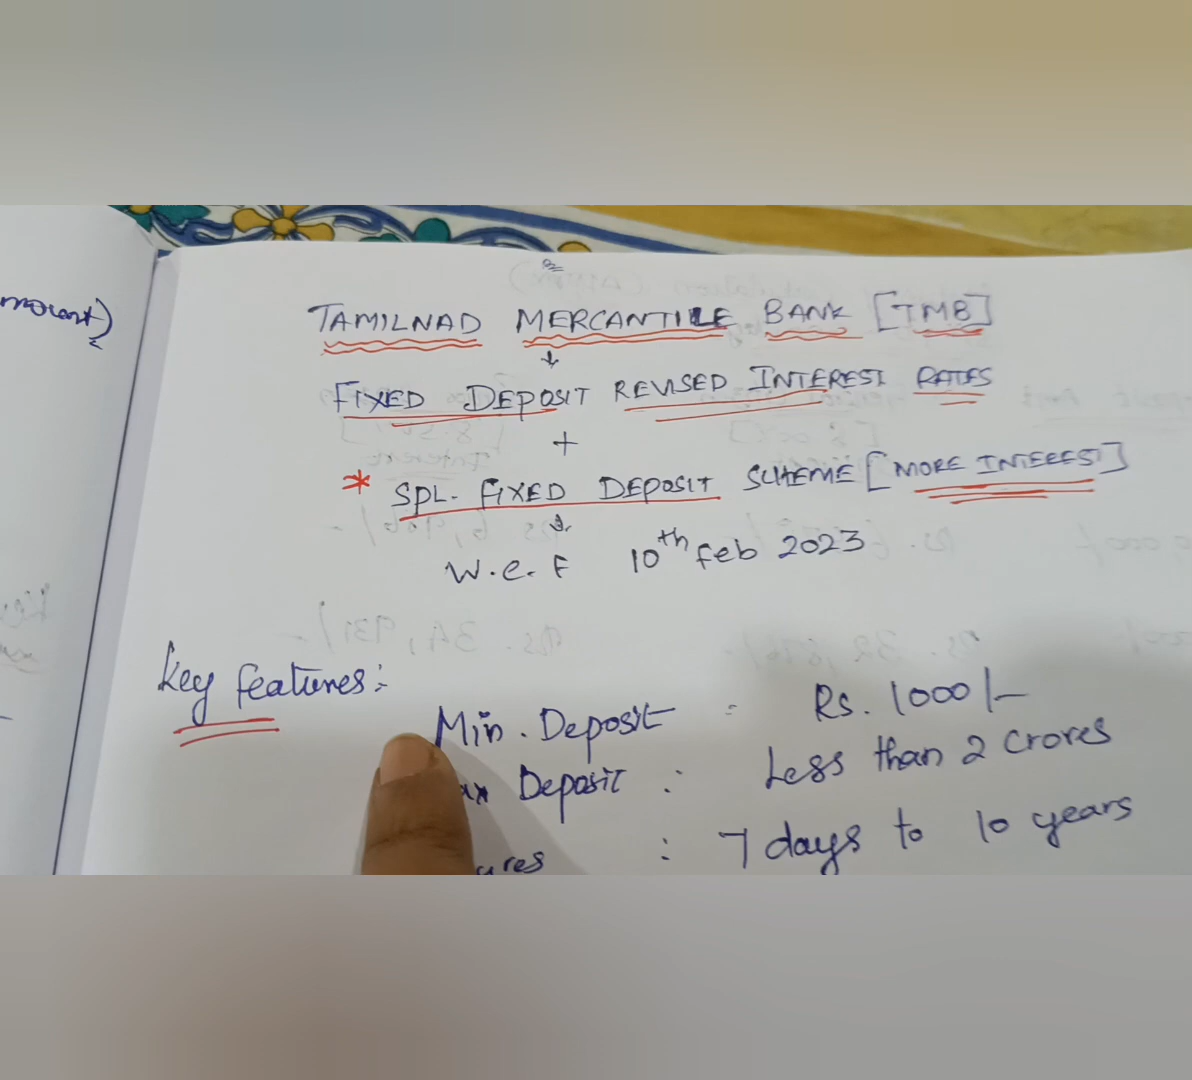 mount)
TAMILNAD MERCANTILE BANK [TMB]
FIXED DEPOSIT REVISED INTEREST RATES
+
* SPL. FIXED DEPOSIT SCHEME [MORE INTEREST]
W.e.F 10th feb 2023
Key features:
Min. Deposit : Rs. 1000/-
Deposit : Less than 2 Crores
: 7 days to 10 years